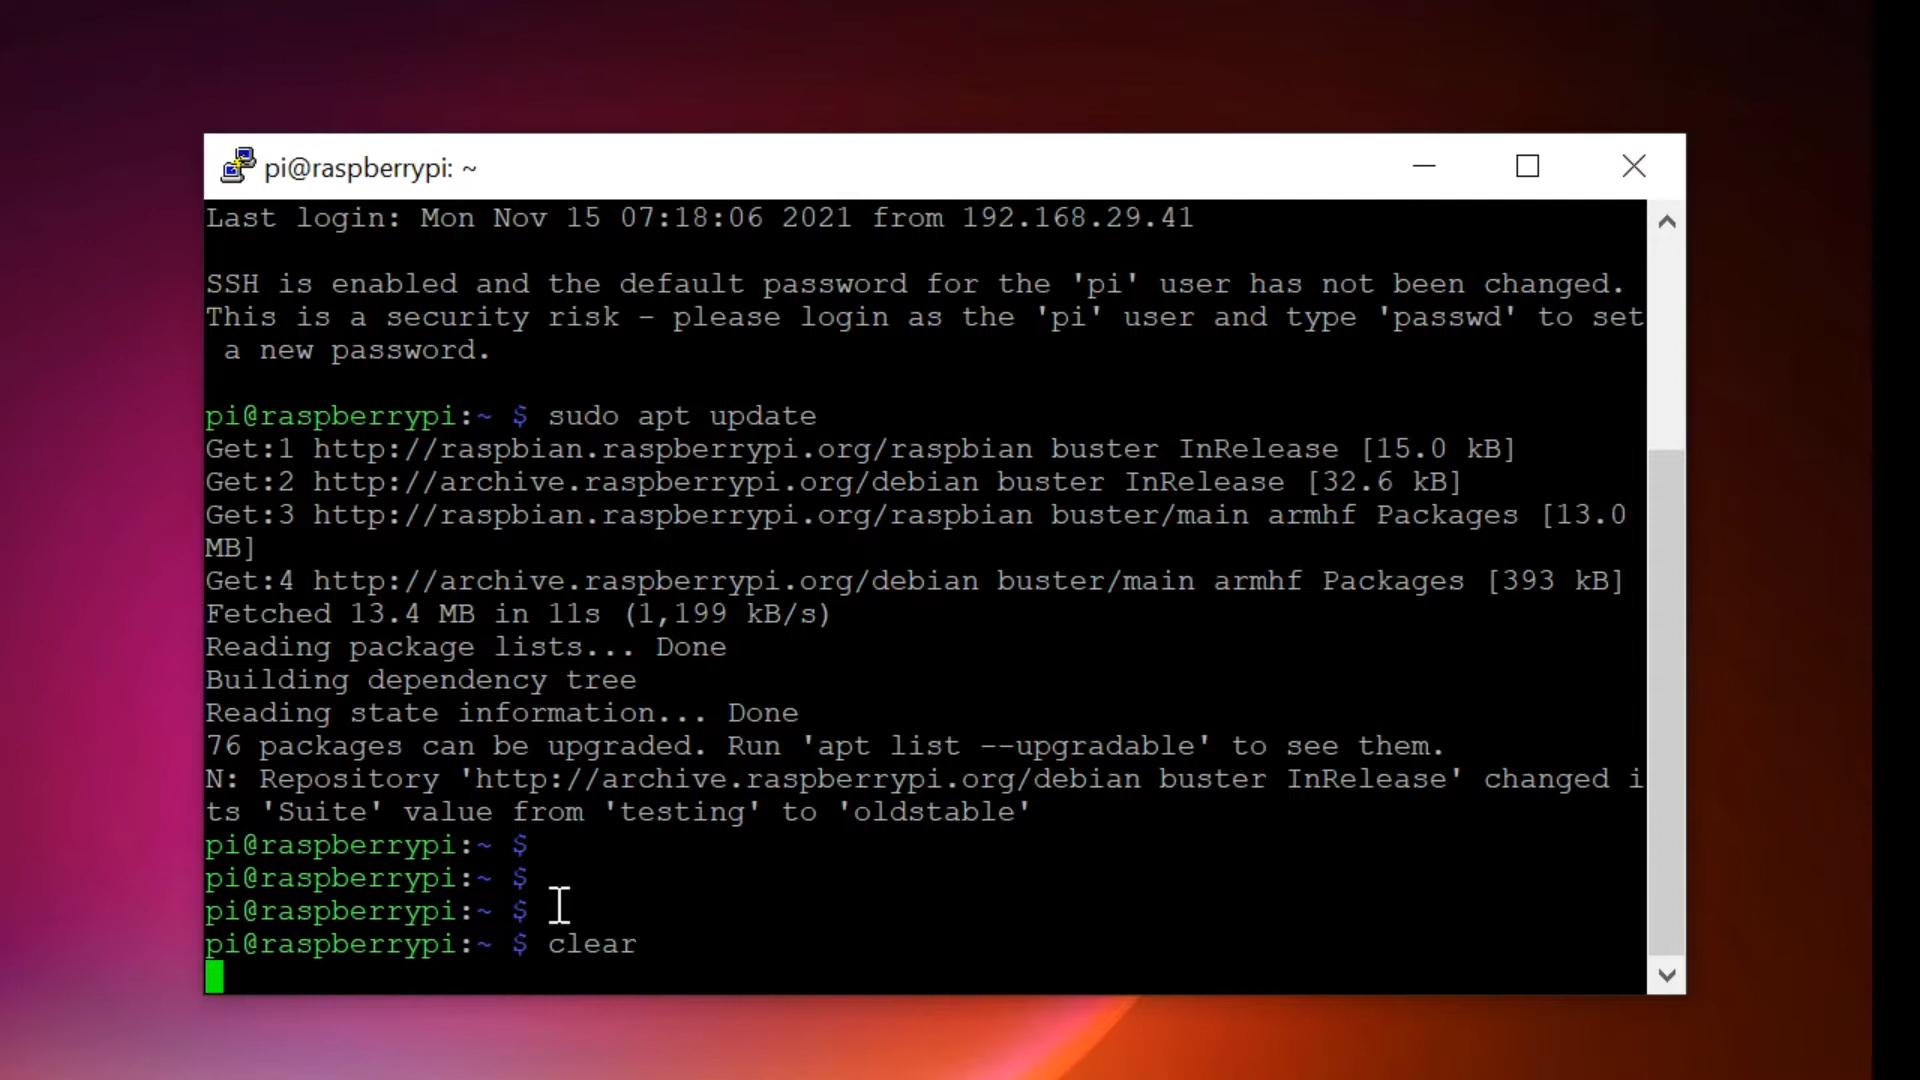 pi@raspberrypi: ~
Last login: Mon Nov 15 07:18:06 2021 from 192.168.29.41
SSH is enabled and the default password for the 'pi' user has not been changed.
This is a security risk - please login as the 'pi' user and type 'passwd' to set
 a new password.
pi@raspberrypi:~ $ sudo apt update
Get:1 http://raspbian.raspberrypi.org/raspbian buster InRelease [15.0 kB]
Get:2 http://archive.raspberrypi.org/debian buster InRelease [32.6 kB]
Get:3 http://raspbian.raspberrypi.org/raspbian buster/main armhf Packages [13.0
MB]
Get:4 http://archive.raspberrypi.org/debian buster/main armhf Packages [393 kB]
Fetched 13.4 MB in 11s (1,199 kB/s)
Reading package lists... Done
Building dependency tree
Reading state information... Done
76 packages can be upgraded. Run 'apt list --upgradable' to see them.
N: Repository 'http://archive.raspberrypi.org/debian buster InRelease' changed i
ts 'Suite' value from 'testing' to 'oldstable'
pi@raspberrypi:~ $
pi@raspberrypi:~ $
pi@raspberrypi:~ $
pi@raspberrypi:~ $ clear